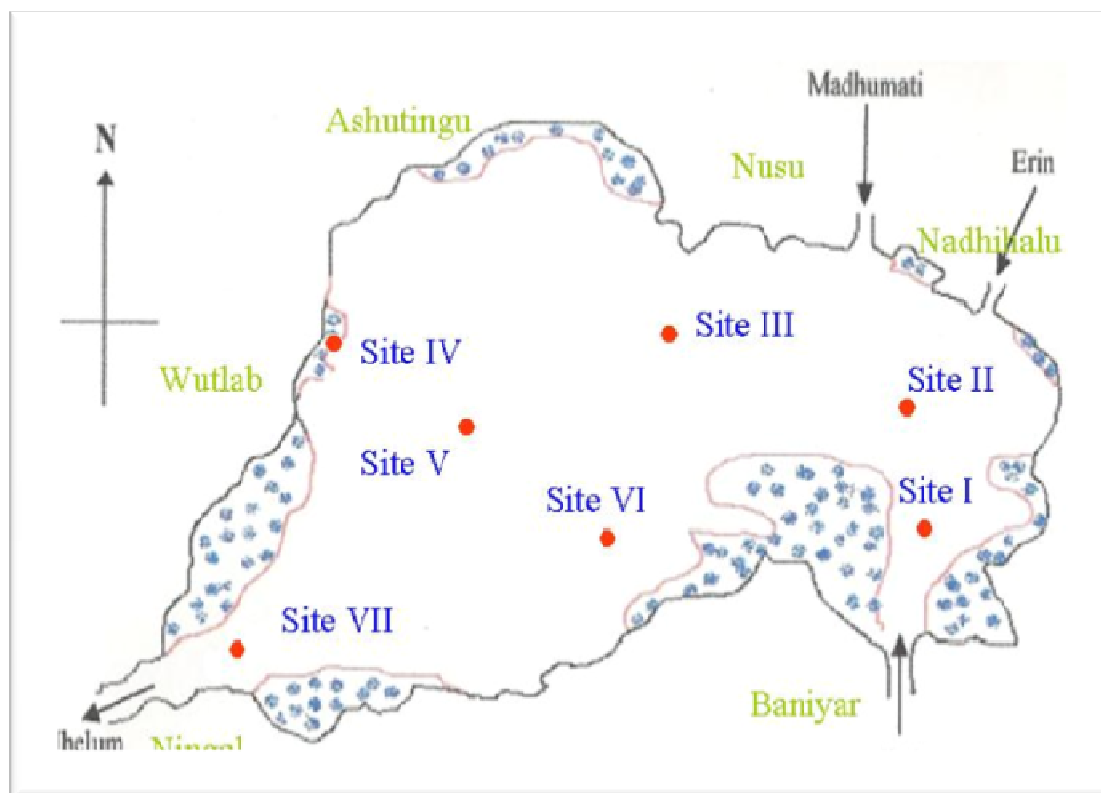 Madhumati
Ashutingu
N
Nusu
Erin
Nadhihalu
Site III
Site IV
Wutlab
Site II
Site V
Site I
Site VI
Site VII
Baniyar